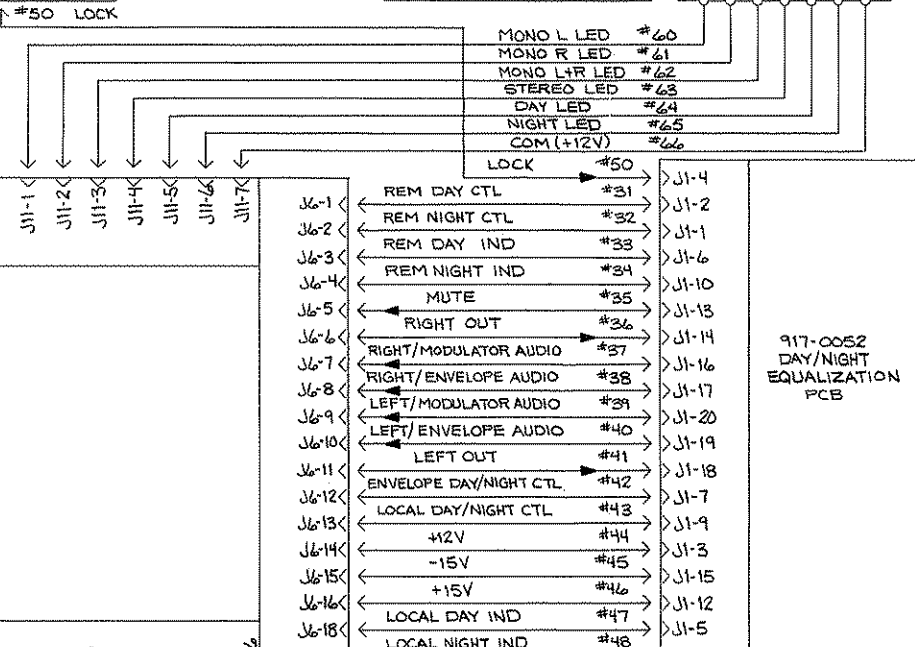 #50 LOCK
MONO L LED #60
MONO R LED #61
MONO L+R LED #62
STEREO LED #63
DAY LED #64
NIGHT LED #65
COM (+12V) #66
LOCK #50 J1-4
J11-1 J11-2 J11-3 J11-4 J11-5 J11-6 J11-7
J6-1 REM DAY CTL #31 J1-2
J6-2 REM NIGHT CTL #32 J1-1
J6-3 REM DAY IND #33 J1-6
J6-4 REM NIGHT IND #34 J1-10
J6-5 MUTE #35 J1-13
J6-6 RIGHT OUT #36 J1-14
J6-7 RIGHT/MODULATOR AUDIO #37 J1-16
J6-8 RIGHT/ENVELOPE AUDIO #38 J1-17
J6-9 LEFT/MODULATOR AUDIO #39 J1-20
J6-10 LEFT/ENVELOPE AUDIO #40 J1-19
J6-11 LEFT OUT #41 J1-18
J6-12 ENVELOPE DAY/NIGHT CTL. #42 J1-7
J6-13 LOCAL DAY/NIGHT CTL #43 J1-9
J6-14 +12V #44 J1-3
J6-15 -15V #45 J1-15
J6-16 +15V #46 J1-12
J6-18 LOCAL DAY IND #47 J1-5
LOCAL NIGHT IND #48
917-0052
DAY/NIGHT
EQUALIZATION
PCB